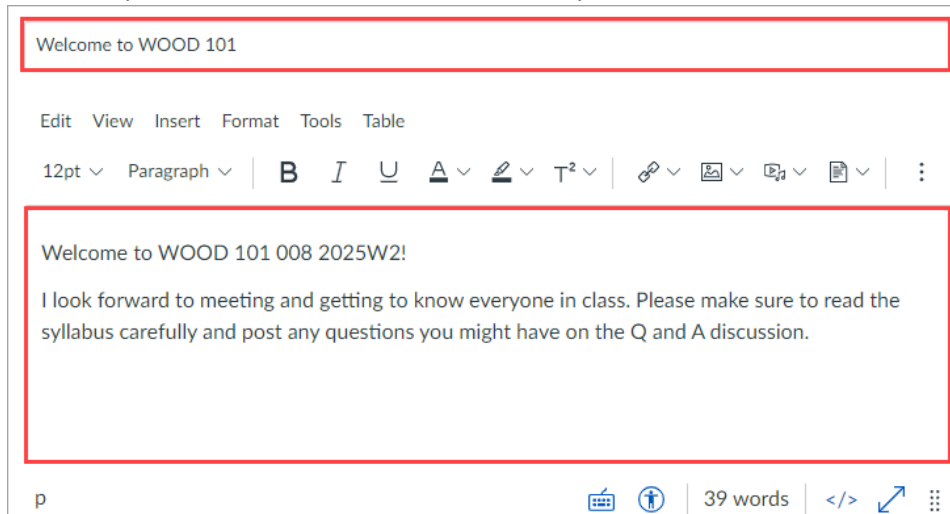 Welcome to WOOD 101
Edit View Insert Format Tools Table
12pt Paragraph B I U A T²
Welcome to WOOD 101 008 2025W2!
I look forward to meeting and getting to know everyone in class. Please make sure to read the
syllabus carefully and post any questions you might have on the Q and A discussion.
p 39 words </>